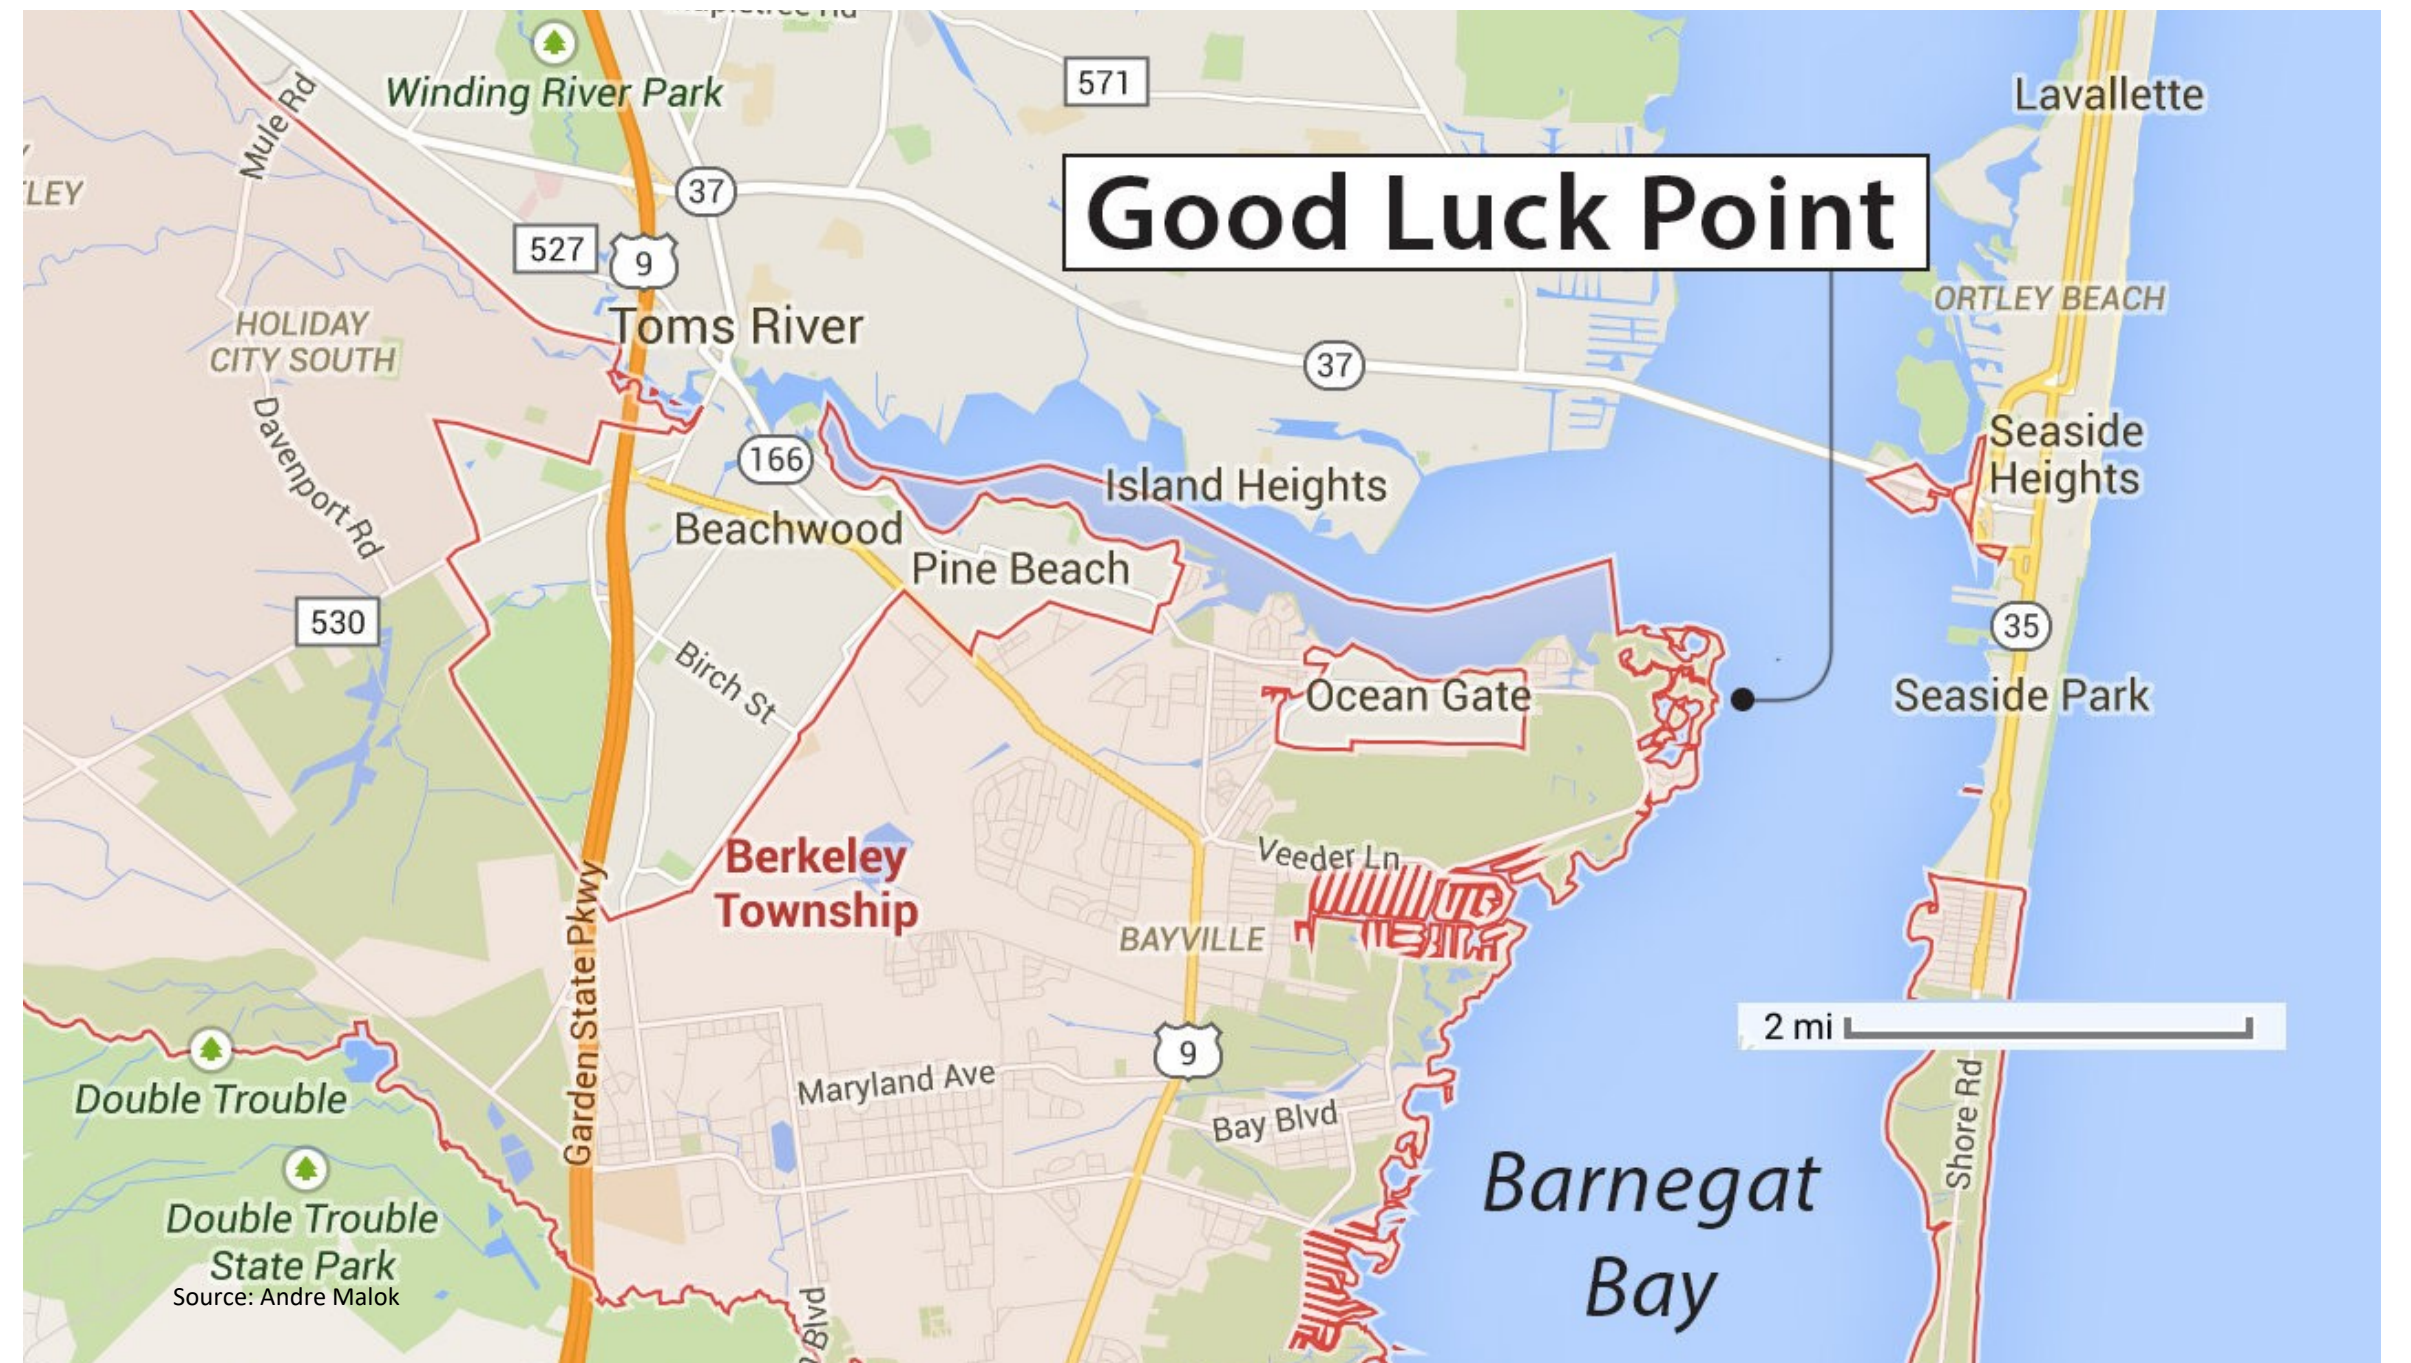 Winding River Park
571
Lavallette
Mule Rd
Good Luck Point
37
527
9
ORTLEY BEACH
Toms River
HOLIDAY
CITY SOUTH
37
Davenport Rd
166
Seaside
Heights
Island Heights
Beachwood
Pine Beach
530
35
Birch St
Ocean Gate
Seaside Park
Veeder Ln
Berkeley
Township
BAYVILLE
Garden State Pkwy
2 mi
9
Double Trouble
Maryland Ave
Shore Rd
Bay Blvd
Barnegat
Bay
Double Trouble
State Park
Source: Andre Malok
Blvd